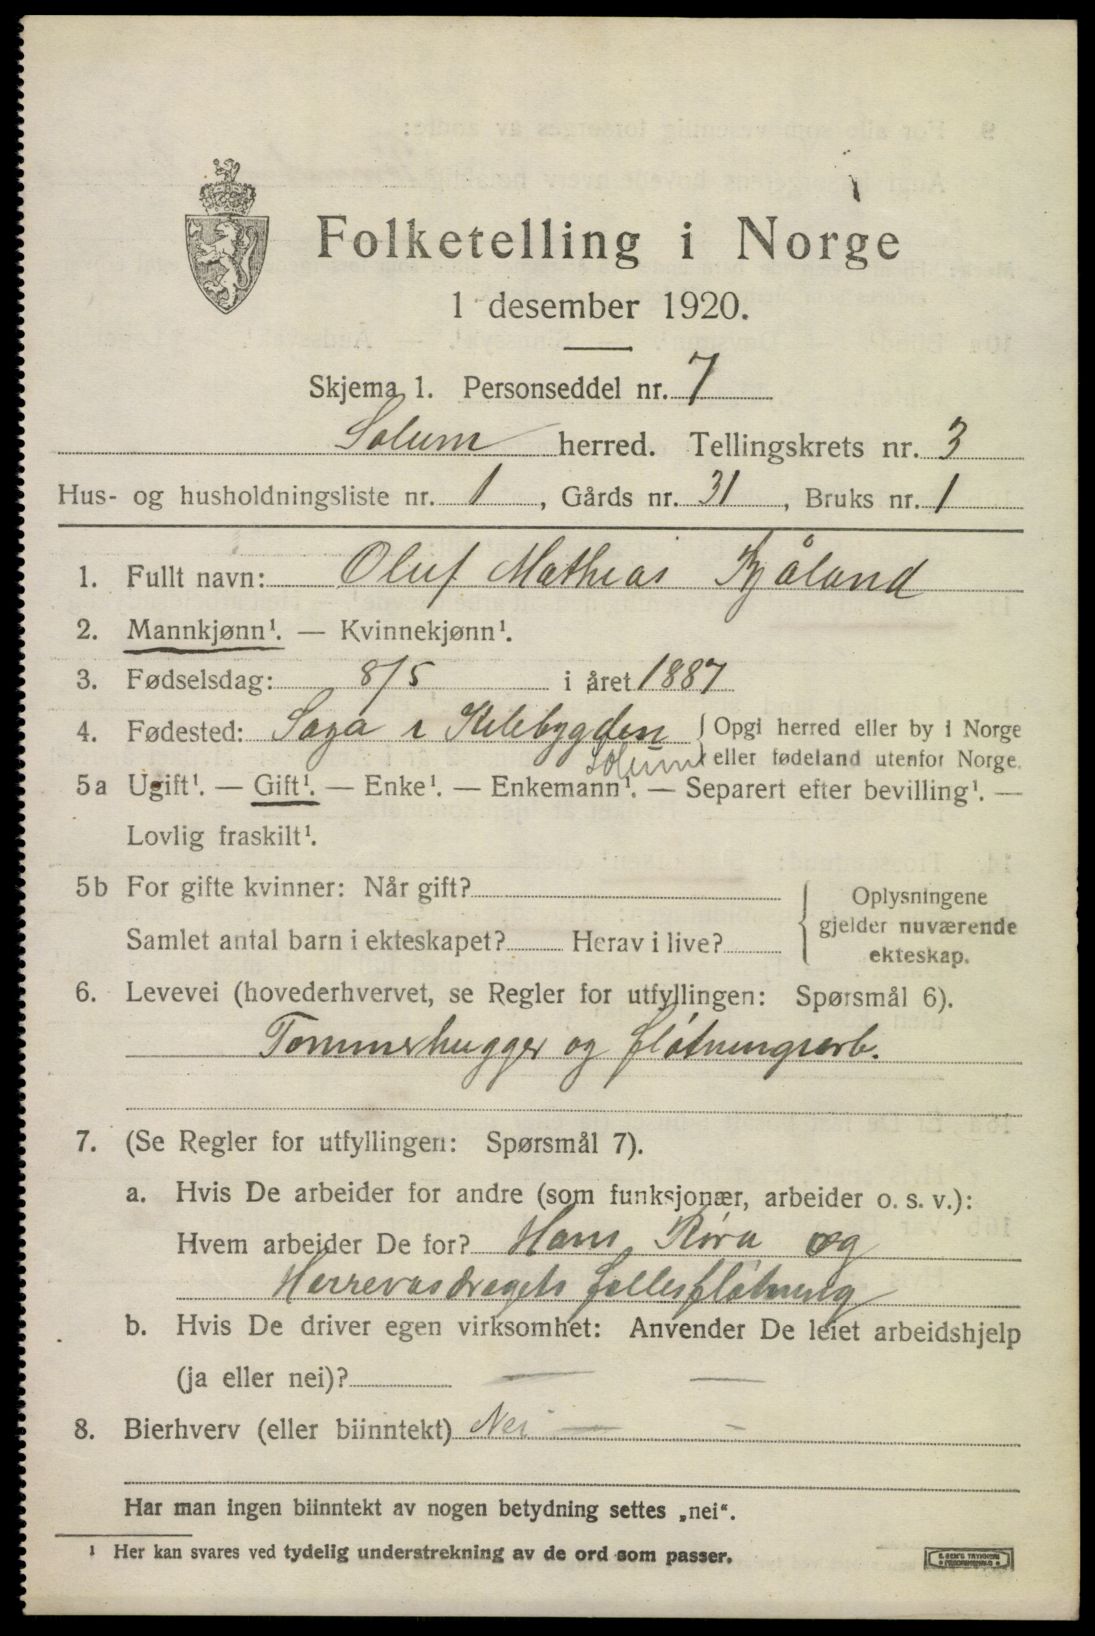 Folketelling i Norge
1 desember 1920.
Skjema 1. Personseddel nr. 7
Solum herred. Tellingskrets nr. 3
Hus- og husholdningsliste nr. 1, Gårds nr. 31, Bruks nr. 1
1. Fullt navn: Oluf Mathias Kjåland
2. Mannkjønn¹. — Kvinnekjønn¹.
3. Fødselsdag: 8/5 i året 1887
4. Fødested: Saga i Kilebygden { Opgi herred eller by i Norge
Solum eller fødeland utenfor Norge.
5a Ugift¹. — Gift¹. — Enke¹. — Enkemann¹. — Separert efter bevilling¹. —
Lovlig fraskilt¹.
5b For gifte kvinner: Når gift? { Oplysningene
gjelder nuværende
Samlet antal barn i ekteskapet? Herav i live? ekteskap.
6. Levevei (hovederhvervet, se Regler for utfyllingen: Spørsmål 6).
Tømmerhugger og fløtningsarb.
7. (Se Regler for utfyllingen: Spørsmål 7).
a. Hvis De arbeider for andre (som funksjonær, arbeider o. s. v.):
Hvem arbeider De for? Hans Röra og
Herrevasdragets fellesfløtning
b. Hvis De driver egen virksomhet: Anvender De leiet arbeidshjelp
(ja eller nei)? — —
8. Bierhverv (eller biinntekt) Nei — –
Har man ingen biinntekt av nogen betydning settes „nei“.
¹ Her kan svares ved tydelig understrekning av de ord som passer.